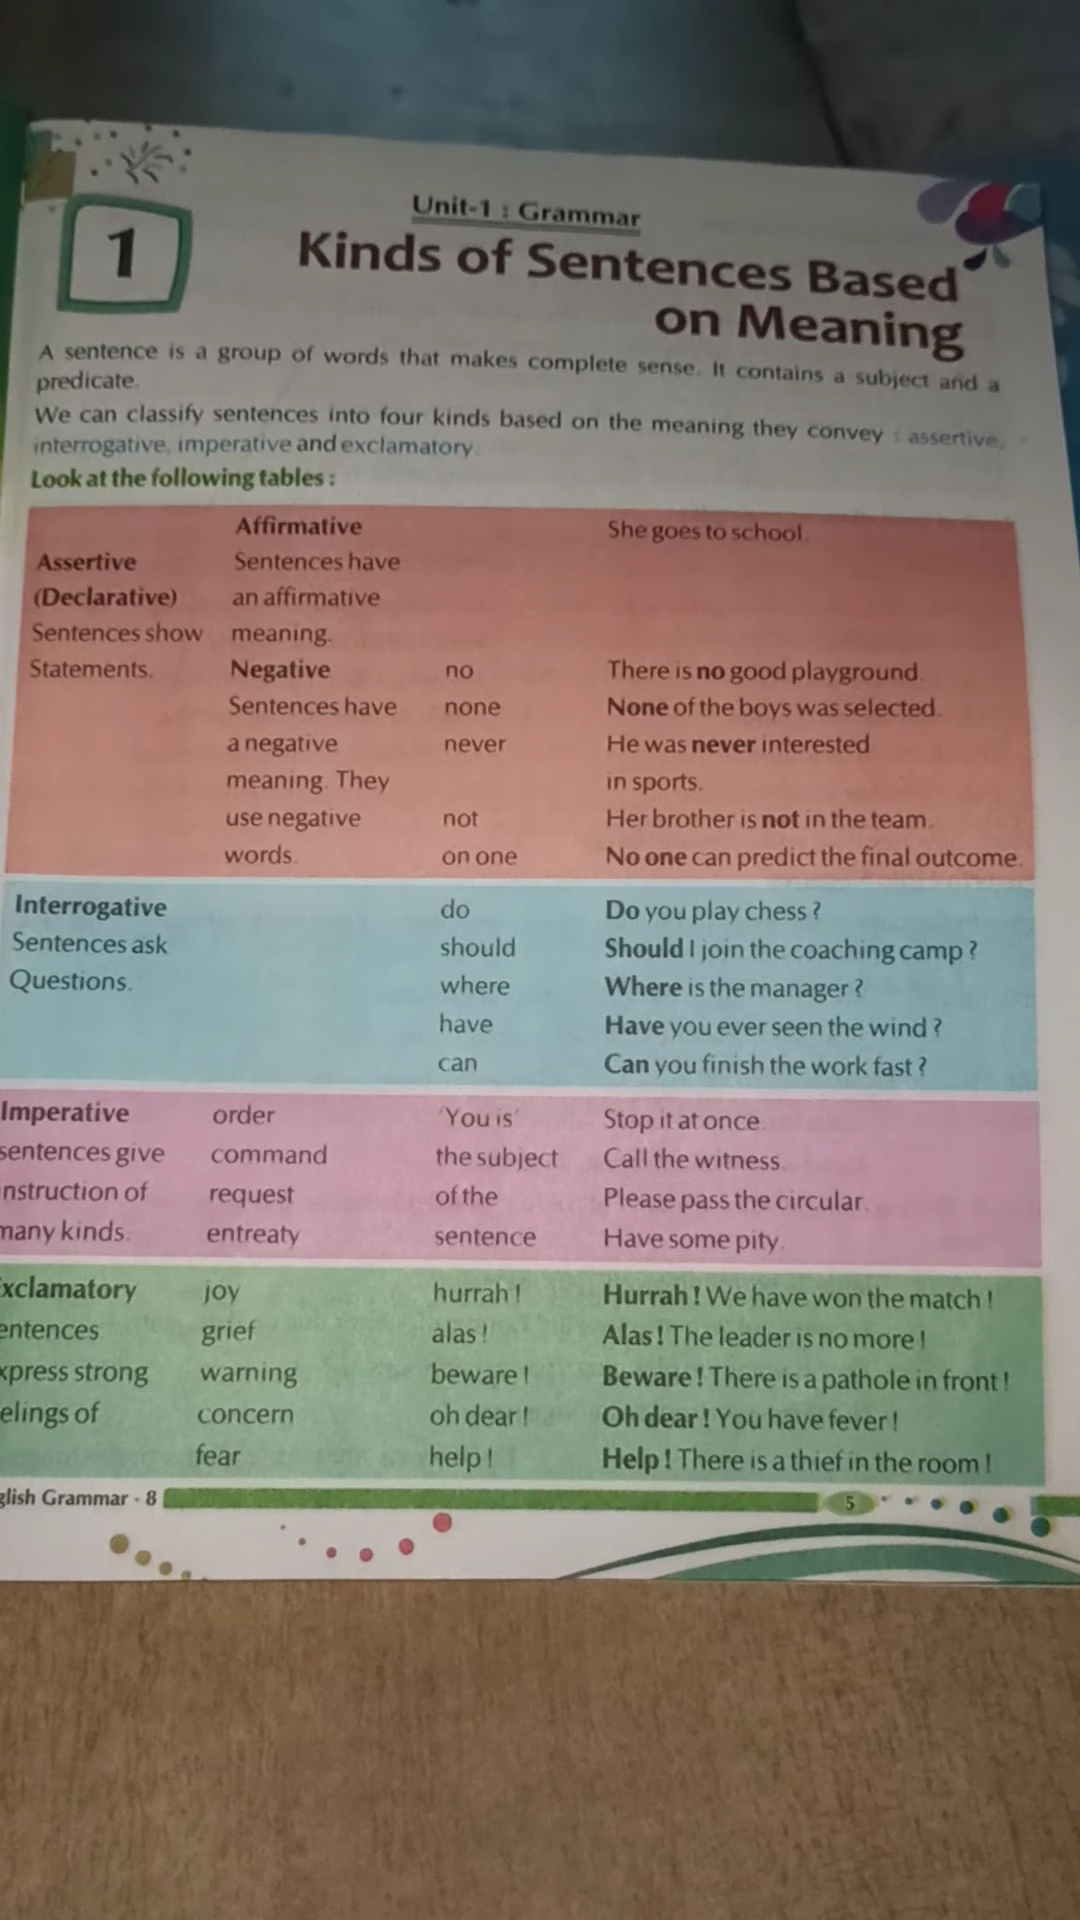 Unit-1 : Grammar
1
Kinds of Sentences Based
on Meaning
A sentence is a group of words that makes complete sense. It contains a subject and a
predicate.
We can classify sentences into four kinds based on the meaning they convey : assertive,
interrogative, imperative and exclamatory.
Look at the following tables :
Affirmative She goes to school.
Assertive Sentences have
(Declarative) an affirmative
Sentences show meaning.
Statements. Negative no There is no good playground.
Sentences have none None of the boys was selected.
a negative never He was never interested
meaning. They in sports.
use negative not Her brother is not in the team.
words. on one No one can predict the final outcome.
Interrogative do Do you play chess ?
Sentences ask should Should I join the coaching camp ?
Questions. where Where is the manager ?
have Have you ever seen the wind ?
can Can you finish the work fast ?
Imperative order 'You is' Stop it at once.
sentences give command the subject Call the witness.
nstruction of request of the Please pass the circular.
many kinds. entreaty sentence Have some pity.
xclamatory joy hurrah ! Hurrah ! We have won the match !
entences grief alas ! Alas ! The leader is no more !
xpress strong warning beware ! Beware ! There is a pathole in front !
elings of concern oh dear ! Oh dear ! You have fever !
fear help ! Help ! There is a thief in the room !
glish Grammar - 8 5